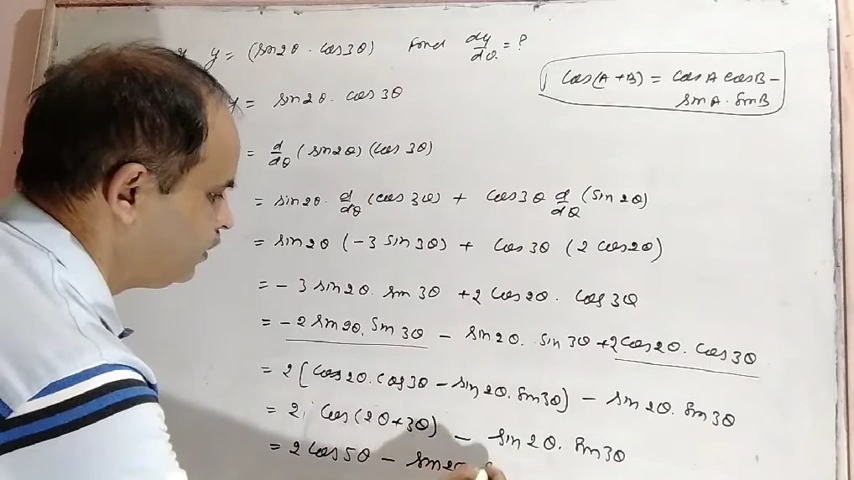 y = (sin2θ · cos3θ) Find dy/dθ = ?
cos(A+B) = cosA cosB -
sinA · sinB
= sin2θ · cos3θ
= d/dθ (sin2θ)(cos3θ)
= sin2θ · d/dθ (cos3θ) + cos3θ d/dθ (sin2θ)
= sin2θ (-3 sin3θ) + cos3θ (2 cos2θ)
= - 3 sin2θ · sin3θ + 2 cos2θ · cos3θ
= - 2 sin2θ · sin3θ - sin2θ · sin3θ + 2cos2θ · cos3θ
= 2 [cos2θ · cos3θ - sin2θ · sin3θ) - sin2θ · sin3θ
= 2 · cos(2θ+3θ) - sin2θ · sin3θ
= 2 cos5θ - sin2θ